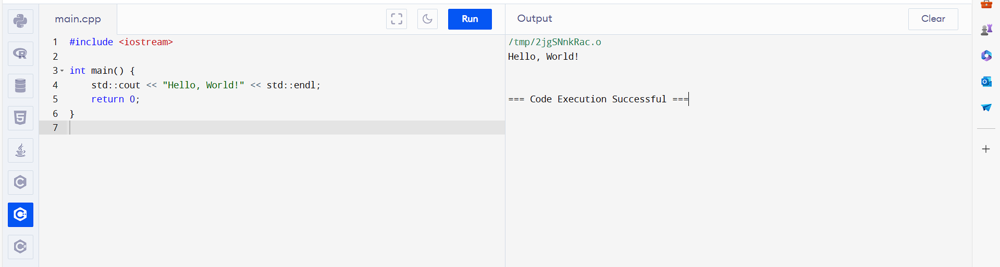 main.cpp
Run
1 #include <iostream>
2
3 int main() {
4     std::cout << "Hello, World!" << std::endl;
5     return 0;
6 }
7
Output
Clear
/tmp/2jgSNnkRac.o
Hello, World!
=== Code Execution Successful ===